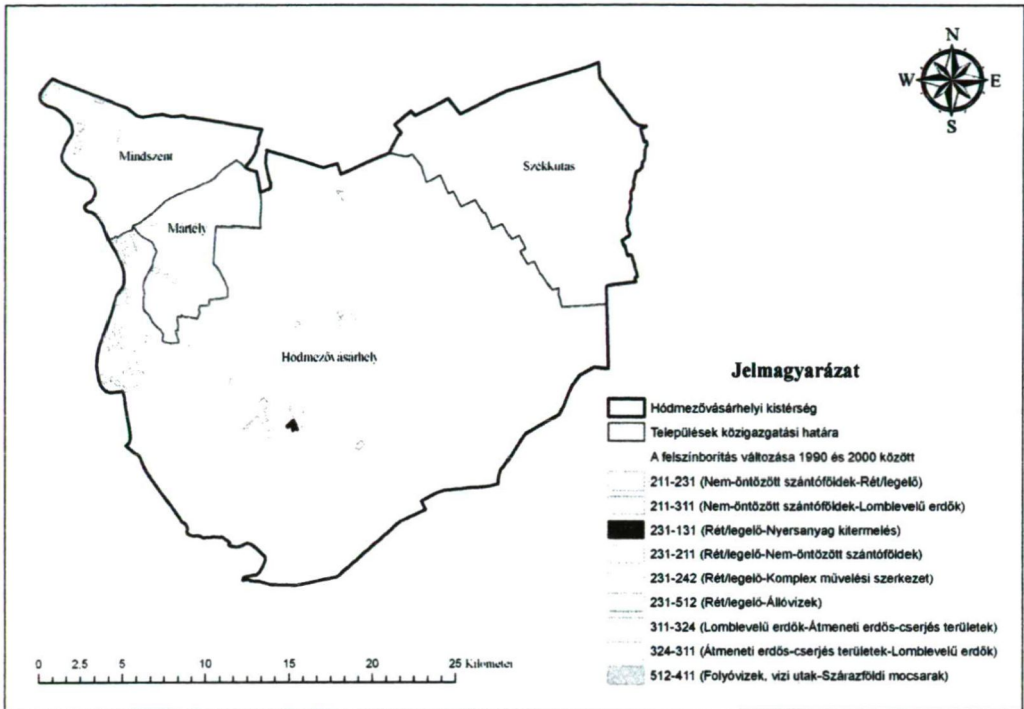 N
W E
S
Mindszent
Székkutas
Mártély
Hódmezővásárhely
Jelmagyarázat
Hódmezővásárhelyi kistérség
Települések közigazgatási határa
A felszínborítás változása 1990 és 2000 között
211-231 (Nem-öntözött szántóföldek-Rét/legelő)
211-311 (Nem-öntözött szántóföldek-Lomblevelű erdők)
231-131 (Rét/legelő-Nyersanyag kitermelés)
231-211 (Rét/legelő-Nem-öntözött szántóföldek)
231-242 (Rét/legelő-Komplex művelési szerkezet)
231-512 (Rét/legelő-Állóvizek)
311-324 (Lomblevelű erdők-Átmeneti erdős-cserjés területek)
324-311 (Átmeneti erdős-cserjés területek-Lomblevelű erdők)
512-411 (Folyóvizek, vizi utak-Szárazföldi mocsarak)
0 2.5 5 10 15 20 25 Kilometer